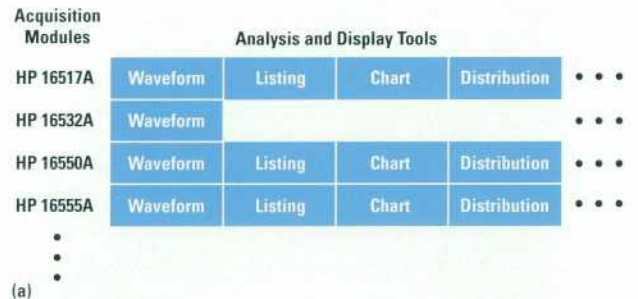 Acquisition
Modules
Analysis and Display Tools
HP 16517A Waveform Listing Chart Distribution • • •
HP 16532A Waveform • • •
HP 16550A Waveform Listing Chart Distribution • • •
HP 16555A Waveform Listing Chart Distribution • • •
•
•
•
(a)